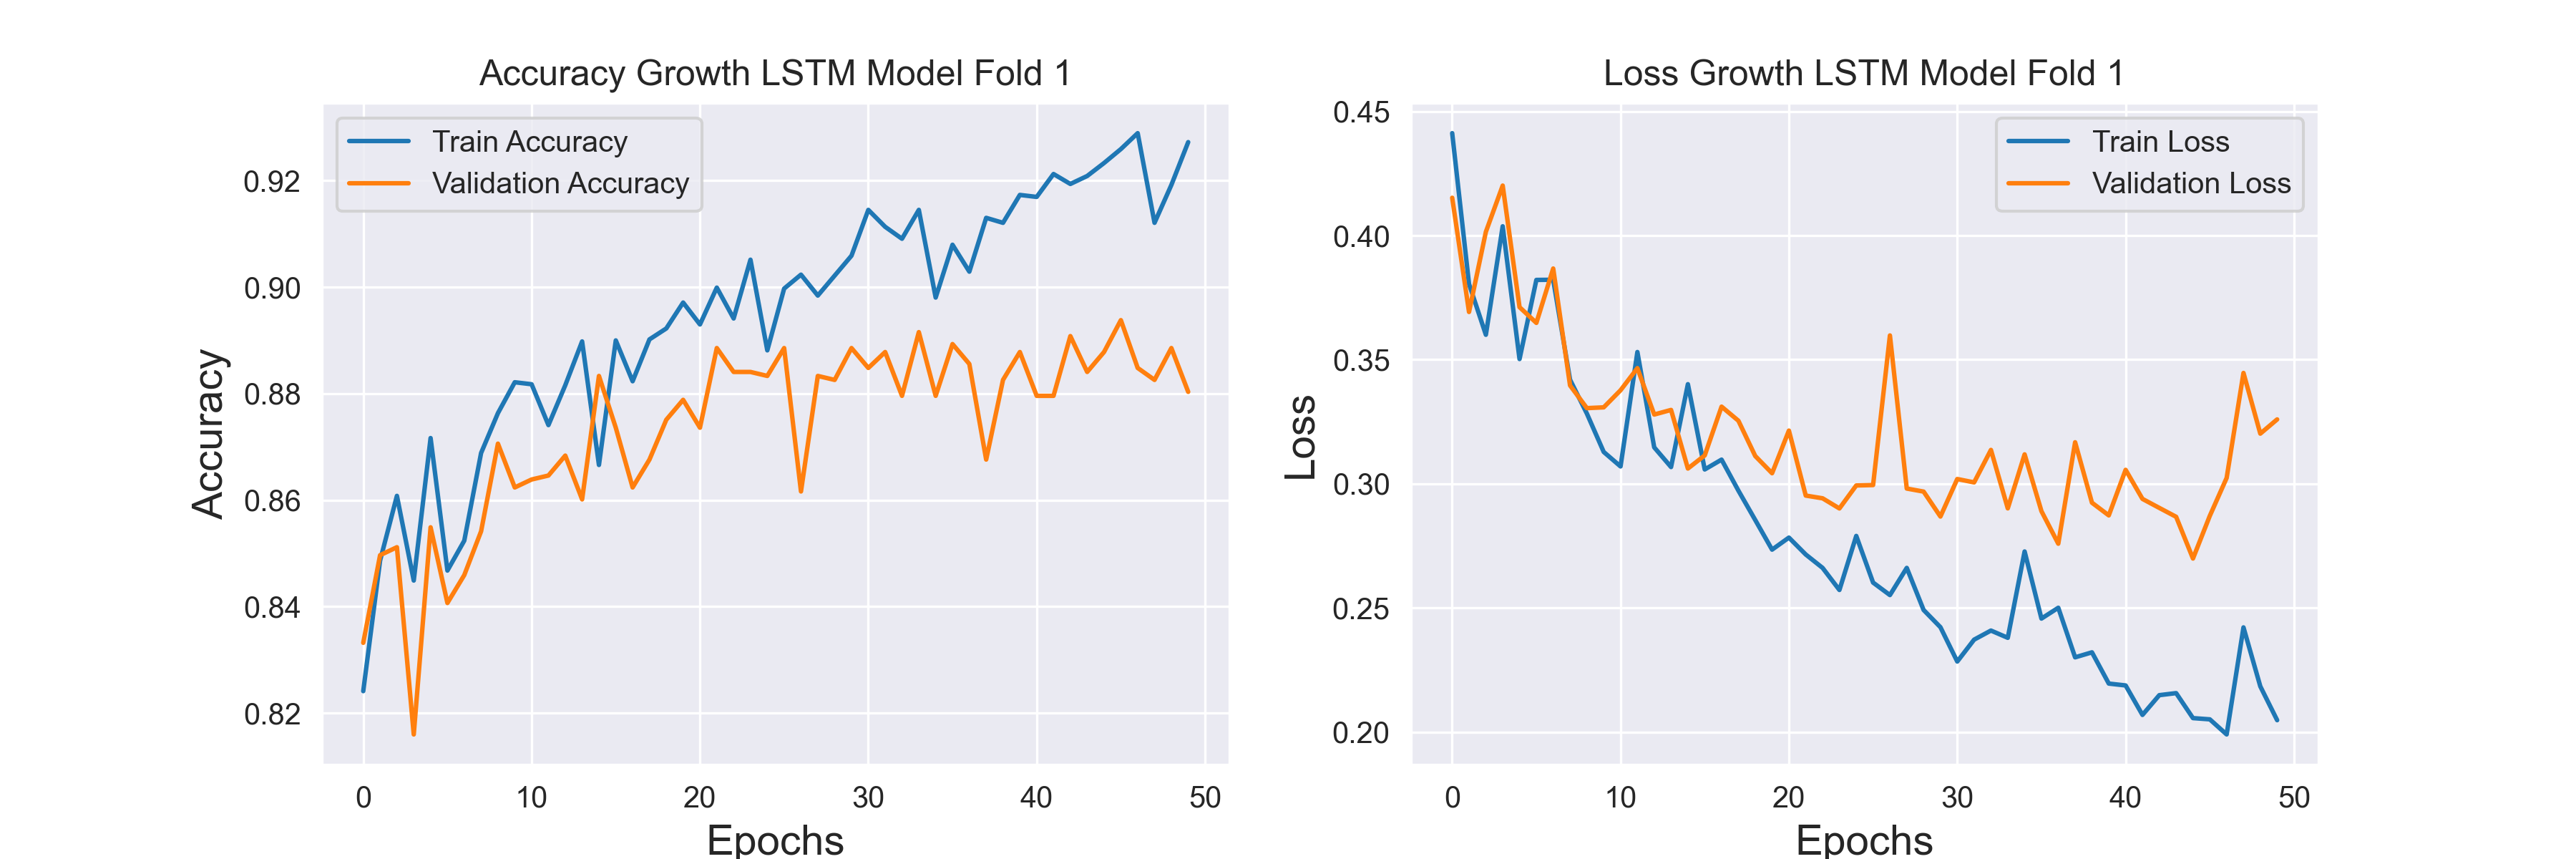 Accuracy Growth LSTM Model Fold 1
Train Accuracy
Validation Accuracy
0.92
0.90
0.88
0.86
0.84
0.82
Accuracy
0 10 20 30 40 50
Epochs
Loss Growth LSTM Model Fold 1
Train Loss
Validation Loss
0.45
0.40
0.35
0.30
0.25
0.20
Loss
0 10 20 30 40 50
Epochs